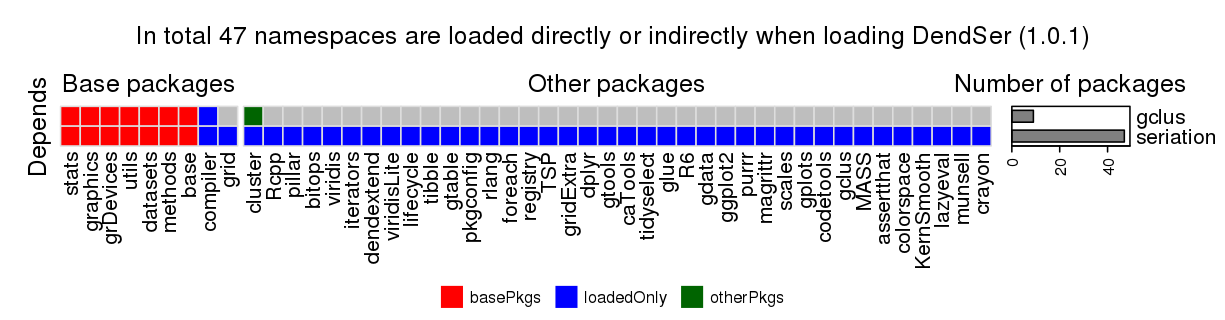 In total 47 namespaces are loaded directly or indirectly when loading DendSer (1.0.1)
Base packages
Other packages
Number of packages
Depends
gclus
seriation
0
20
40
stats
graphics
grDevices
utils
datasets
methods
base
compiler
grid
cluster
Rcpp
pillar
bitops
viridis
iterators
dendextend
viridisLite
lifecycle
tibble
gtable
pkgconfig
rlang
foreach
registry
TSP
gridExtra
dplyr
gtools
caTools
tidyselect
glue
R6
gdata
ggplot2
purrr
magrittr
scales
gplots
codetools
gclus
MASS
assertthat
colorspace
KernSmooth
lazyeval
munsell
crayon
basePkgs
loadedOnly
otherPkgs